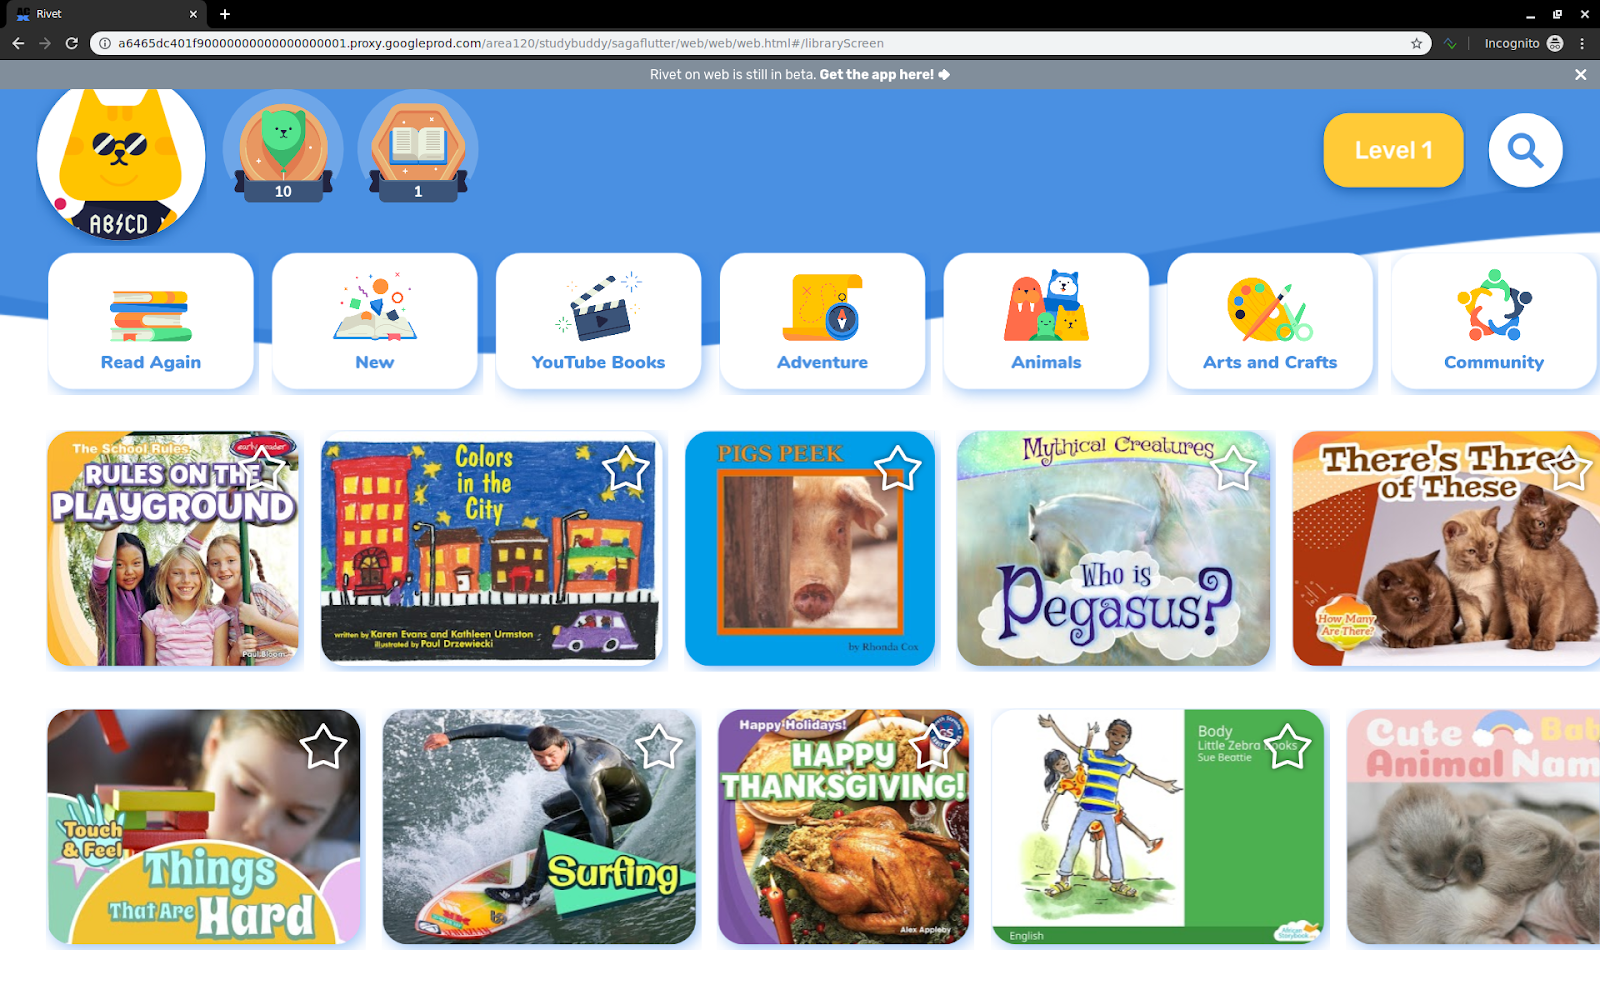 Rivet
a6465dc401f90000000000000000001.proxy.googleprod.com/area120/studybuddy/sagaflutter/web/web/web.html#/libraryScreen
Incognito
Rivet on web is still in beta. Get the app here!
AB⚡CD
10
1
Level 1
Read Again
New
YouTube Books
Adventure
Animals
Arts and Crafts
Community
The School Rules
early reader
RULES ON THE
PLAYGROUND
Paul Bloom
Colors
in the
City
written by Karen Evans and Kathleen Urmston
illustrated by Paul Drzewiecki
PIGS PEEK
by Rhonda Cox
Mythical Creatures
Who is
Pegasus?
There's Three
of These
How Many
Are There?
Touch
& Feel
Things
That Are Hard
Surfing
Happy Holidays!
HAPPY
THANKSGIVING!
Alex Appleby
Body
Little Zebra Books
Sue Beattie
English
African
Storybook
Cute Bab
Animal Nam